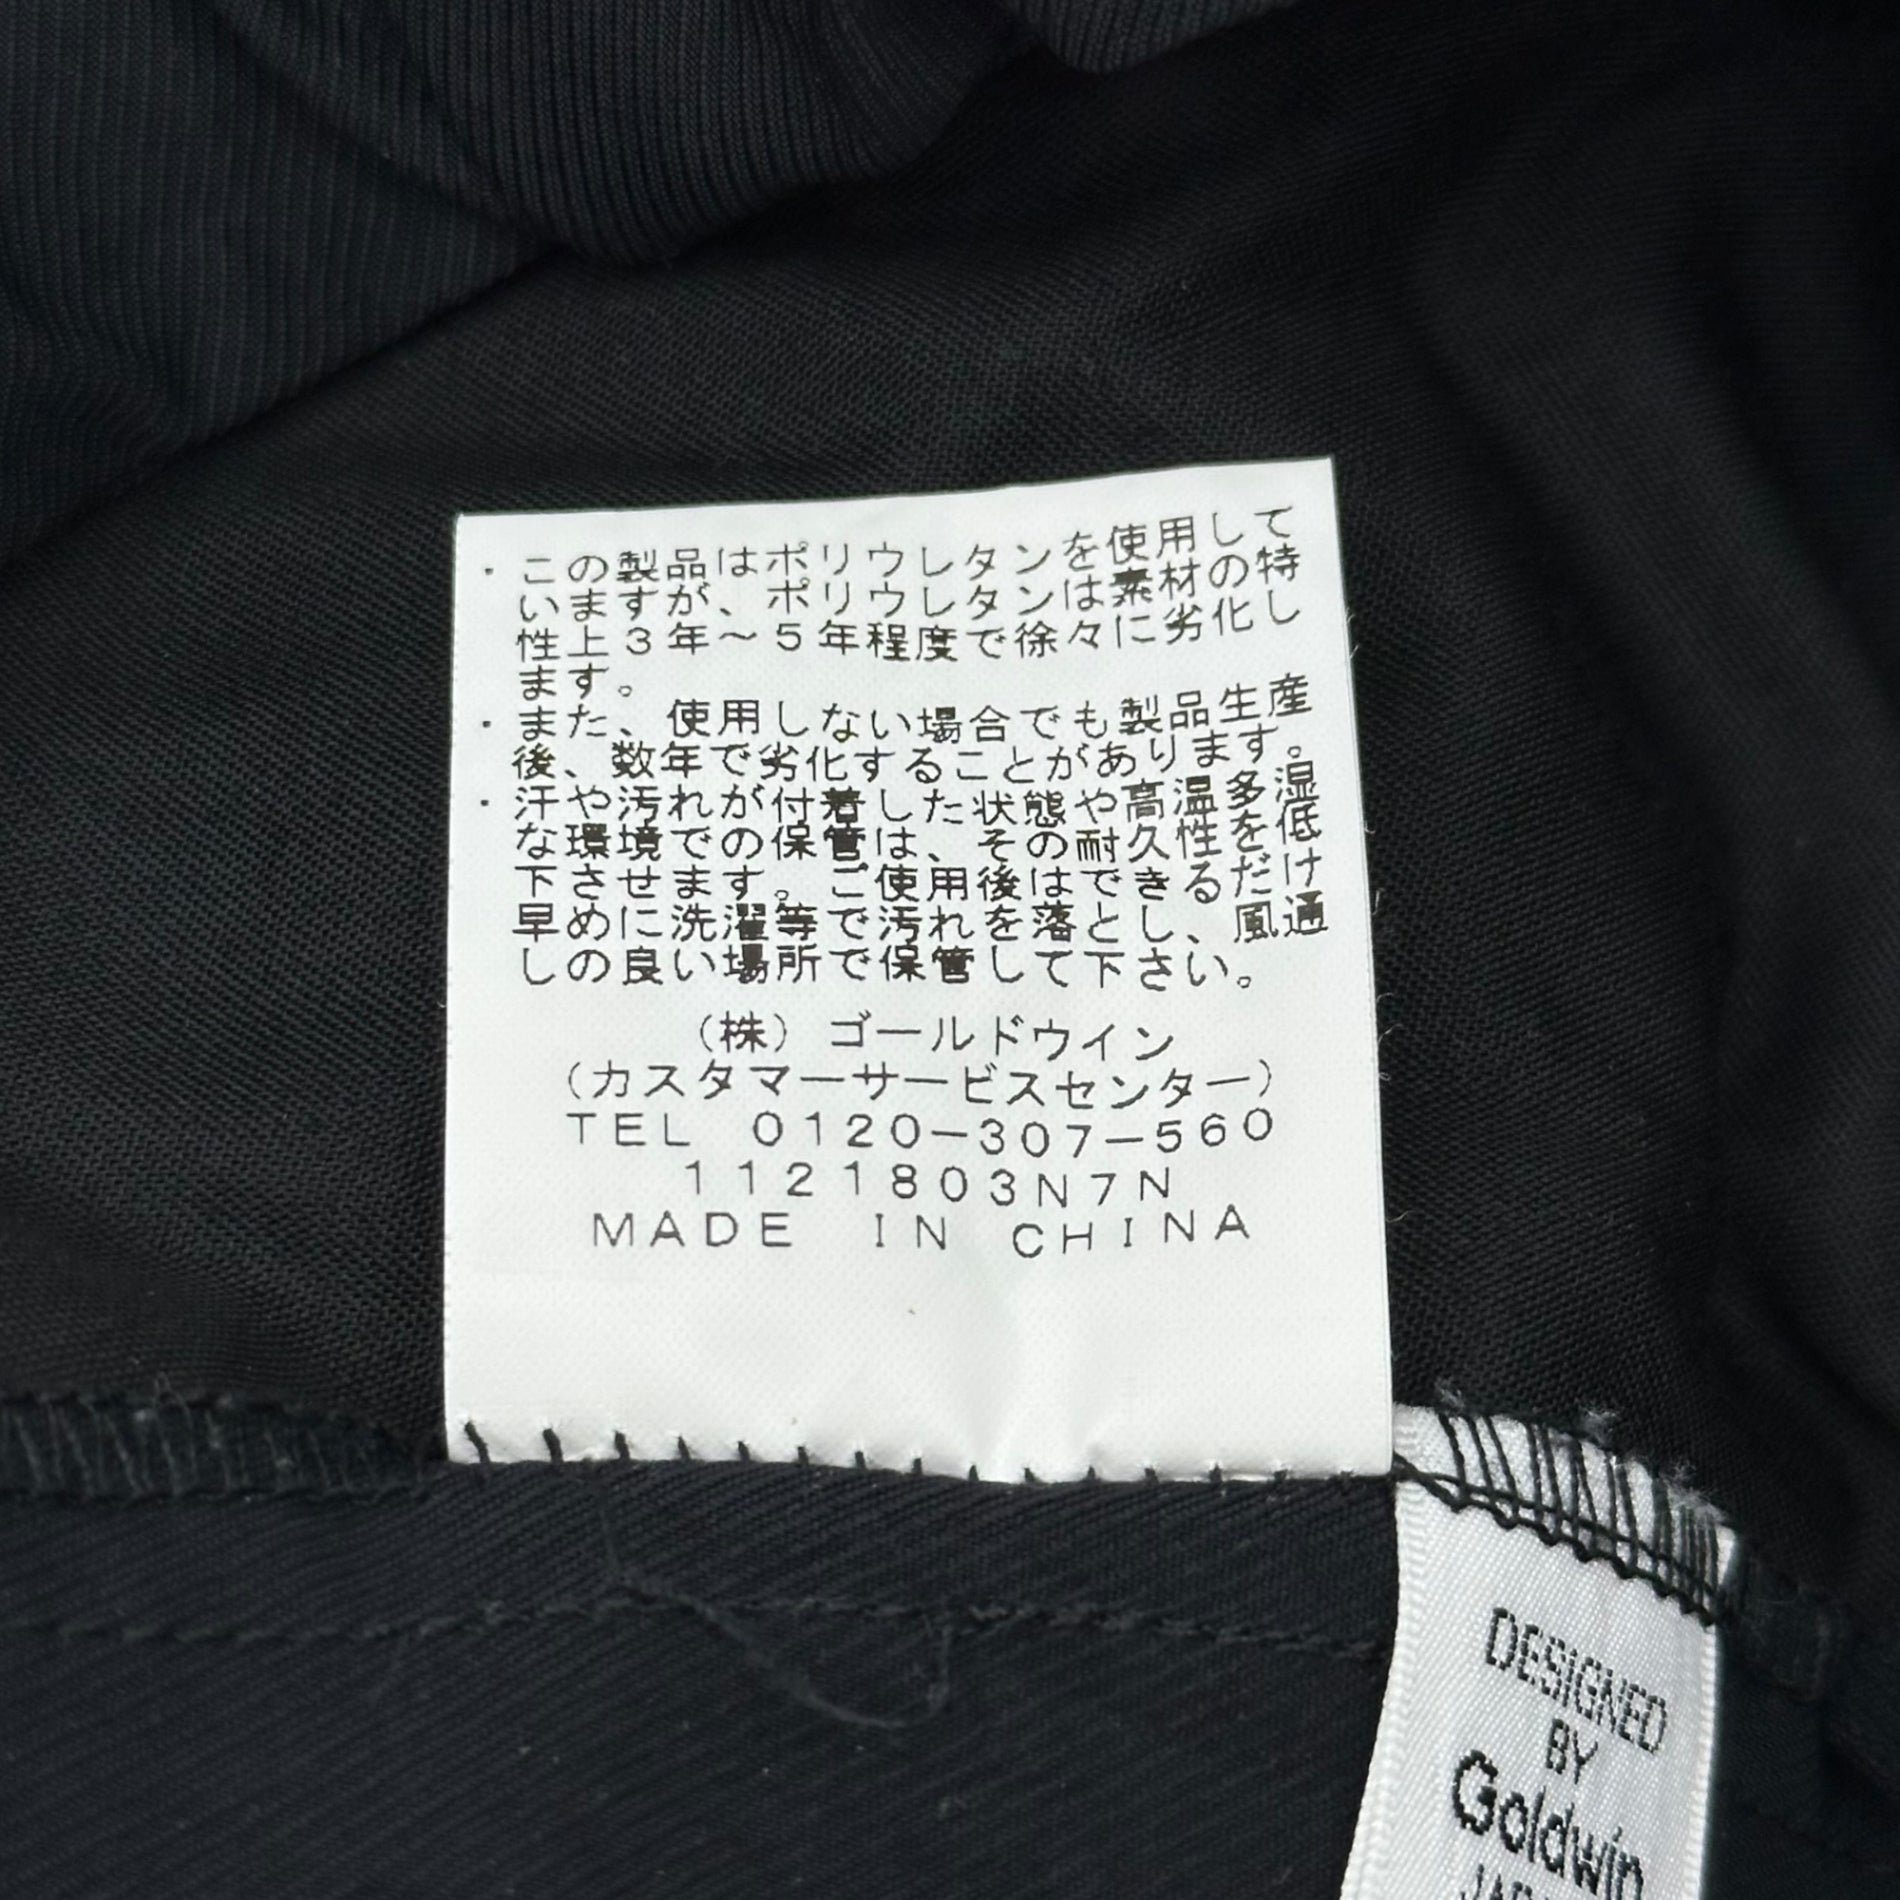 ・この製品はポリウレタンを使用して
いますが、ポリウレタンは素材の特
性上3年～5年程度で徐々に劣化し
ます。
・また、使用しない場合でも製品生産
後、数年で劣化することがあります。
・汗や汚れが付着した状態や高温多湿
な環境での保管は、その耐久性を低
下させます。ご使用後はできるだけ
早めに洗濯等で汚れを落とし、風通
しの良い場所で保管して下さい。
(株)ゴールドウイン
(カスタマーサービスセンター)
TEL 0120-307-560
1121803N7N
MADE IN CHINA
DESIGNED
BY
Goldwin